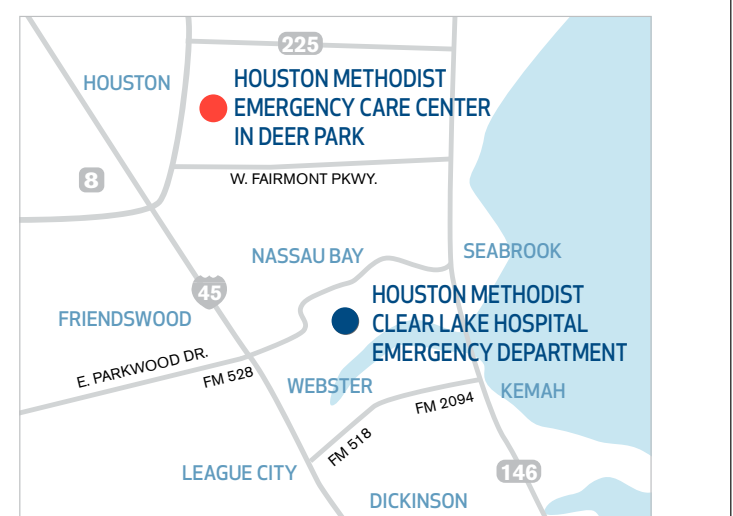 225
HOUSTON
HOUSTON METHODIST
EMERGENCY CARE CENTER
IN DEER PARK
8
W. FAIRMONT PKWY.
NASSAU BAY
SEABROOK
45
HOUSTON METHODIST
CLEAR LAKE HOSPITAL
EMERGENCY DEPARTMENT
FRIENDSWOOD
E. PARKWOOD DR.
FM 528
WEBSTER
KEMAH
FM 2094
FM 518
LEAGUE CITY
146
DICKINSON